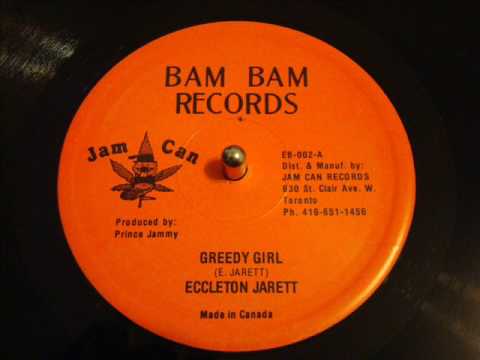 BAM BAM
RECORDS
Jam Can
EB-002-A
Dist. & Manuf. by:
JAM CAN RECORDS
930 St. Clair Ave. W.
Toronto
Ph. 416-651-1456
Produced by:
Prince Jammy
GREEDY GIRL
(E. JARETT)
ECCLETON JARETT
Made in Canada